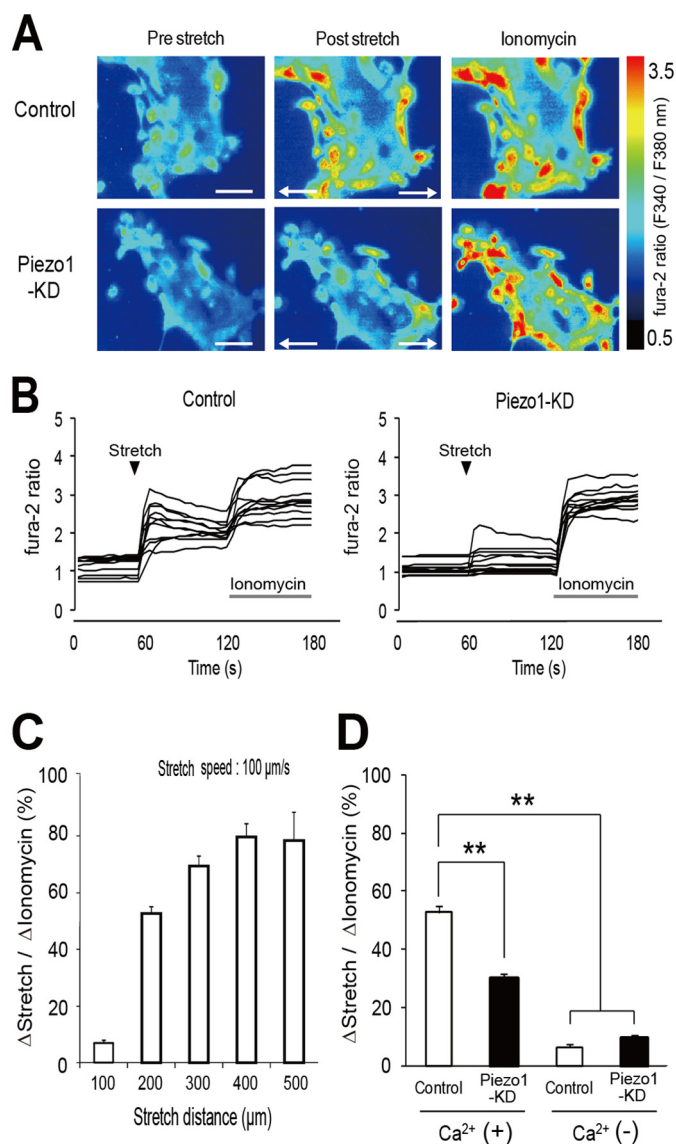 A
Pre stretch
Post stretch
Ionomycin
Control
Piezo1
-KD
3.5
fura-2 ratio (F340 / F380 nm)
0.5
B
Control
5
4
3
2
1
0
fura-2 ratio
Stretch
Ionomycin
0
60
120
180
Time (s)
Piezo1-KD
5
4
3
2
1
0
fura-2 ratio
Stretch
Ionomycin
0
60
120
180
Time (s)
C
Stretch speed : 100 µm/s
100
80
60
40
20
0
ΔStretch / ΔIonomycin (%)
100
200
300
400
500
Stretch distance (µm)
D
100
80
60
40
20
0
ΔStretch / ΔIonomycin (%)
**
**
Control
Piezo1
-KD
Control
Piezo1
-KD
Ca²⁺ (+)
Ca²⁺ (-)